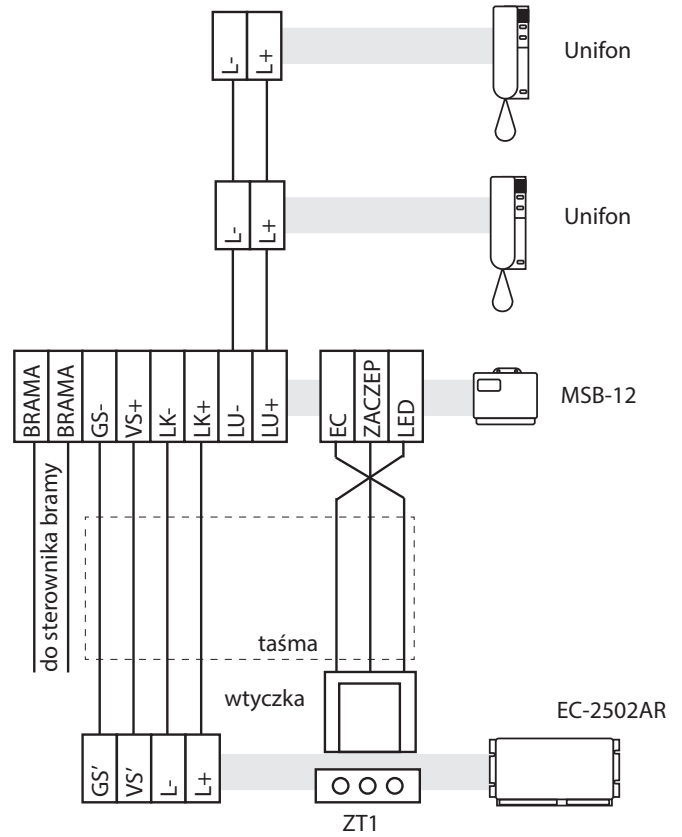 L-
L+
Unifon
L-
L+
Unifon
BRAMA
BRAMA
GS-
VS+
LK-
LK+
LU-
LU+
EC
ZACZEP
LED
MSB-12
do sterownika bramy
taśma
wtyczka
EC-2502AR
GS'
VS'
L-
L+
ZT1